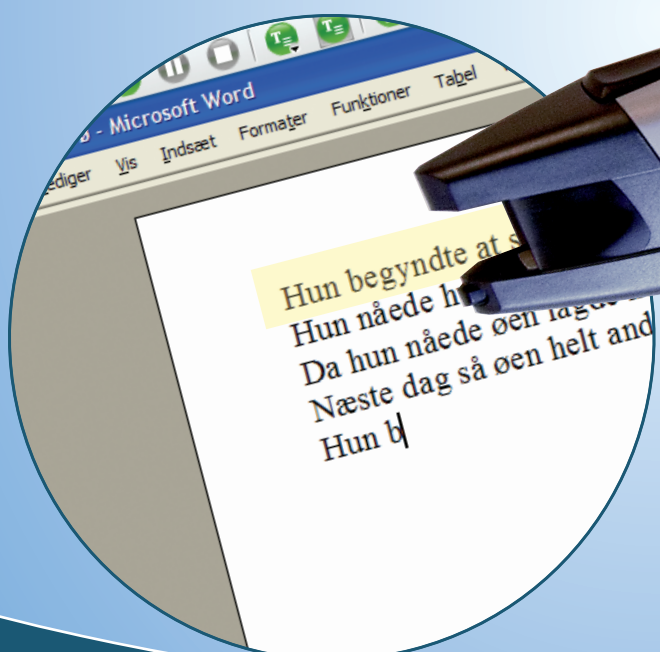 - Microsoft Word
ediger Vis Indsæt Formater Funktioner Tabel
Hun begyndte at s
Hun nåede h
Da hun nåede øen lagde
Næste dag så øen helt and
Hun b